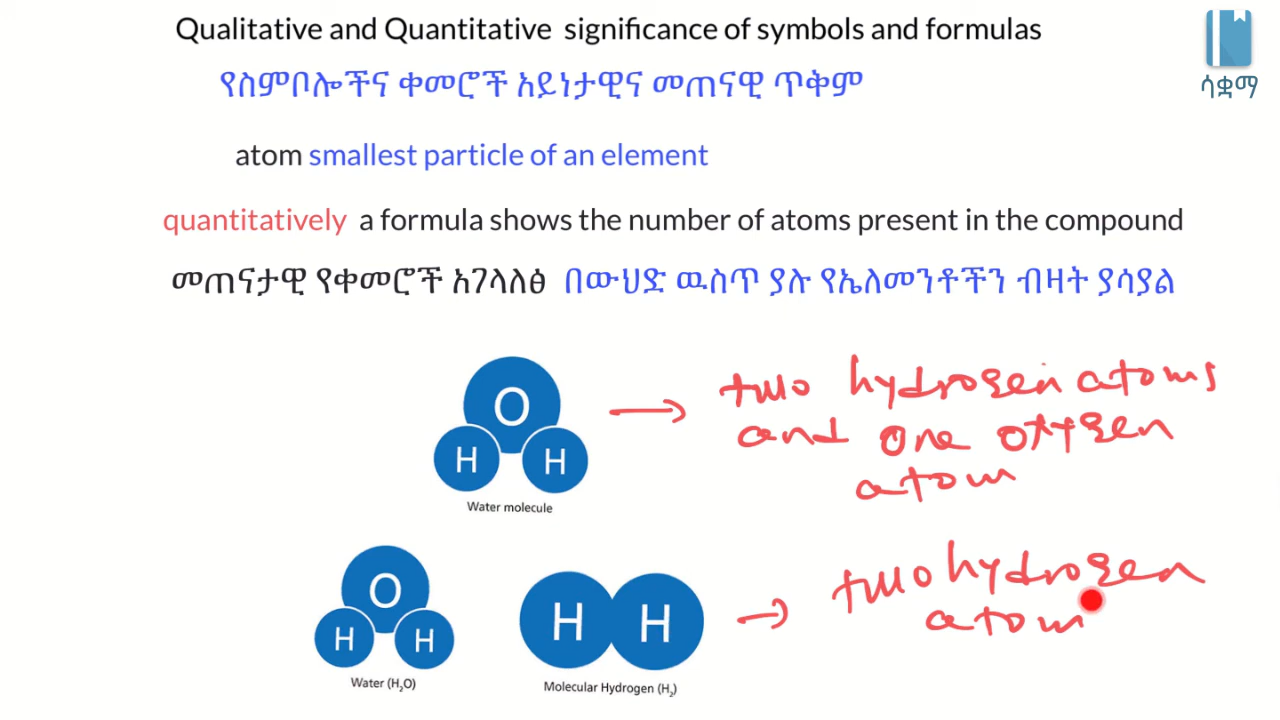 Qualitative and Quantitative significance of symbols and formulas
የስምቦሎችና ቀመሮች አይነታዊና መጠናዊ ጥቅም
ሳቋማ
atom smallest particle of an element
quantitatively a formula shows the number of atoms present in the compound
መጠናታዊ የቀመሮች አገላለፅ በውህድ ዉስጥ ያሉ የኤለመንቶችን ብዛት ያሳያል
O
H H
Water molecule
two hydrogen atoms
and one oxygen
atom
O
H H
Water (H₂O)
H H
Molecular Hydrogen (H₂)
two hydrogen
atom